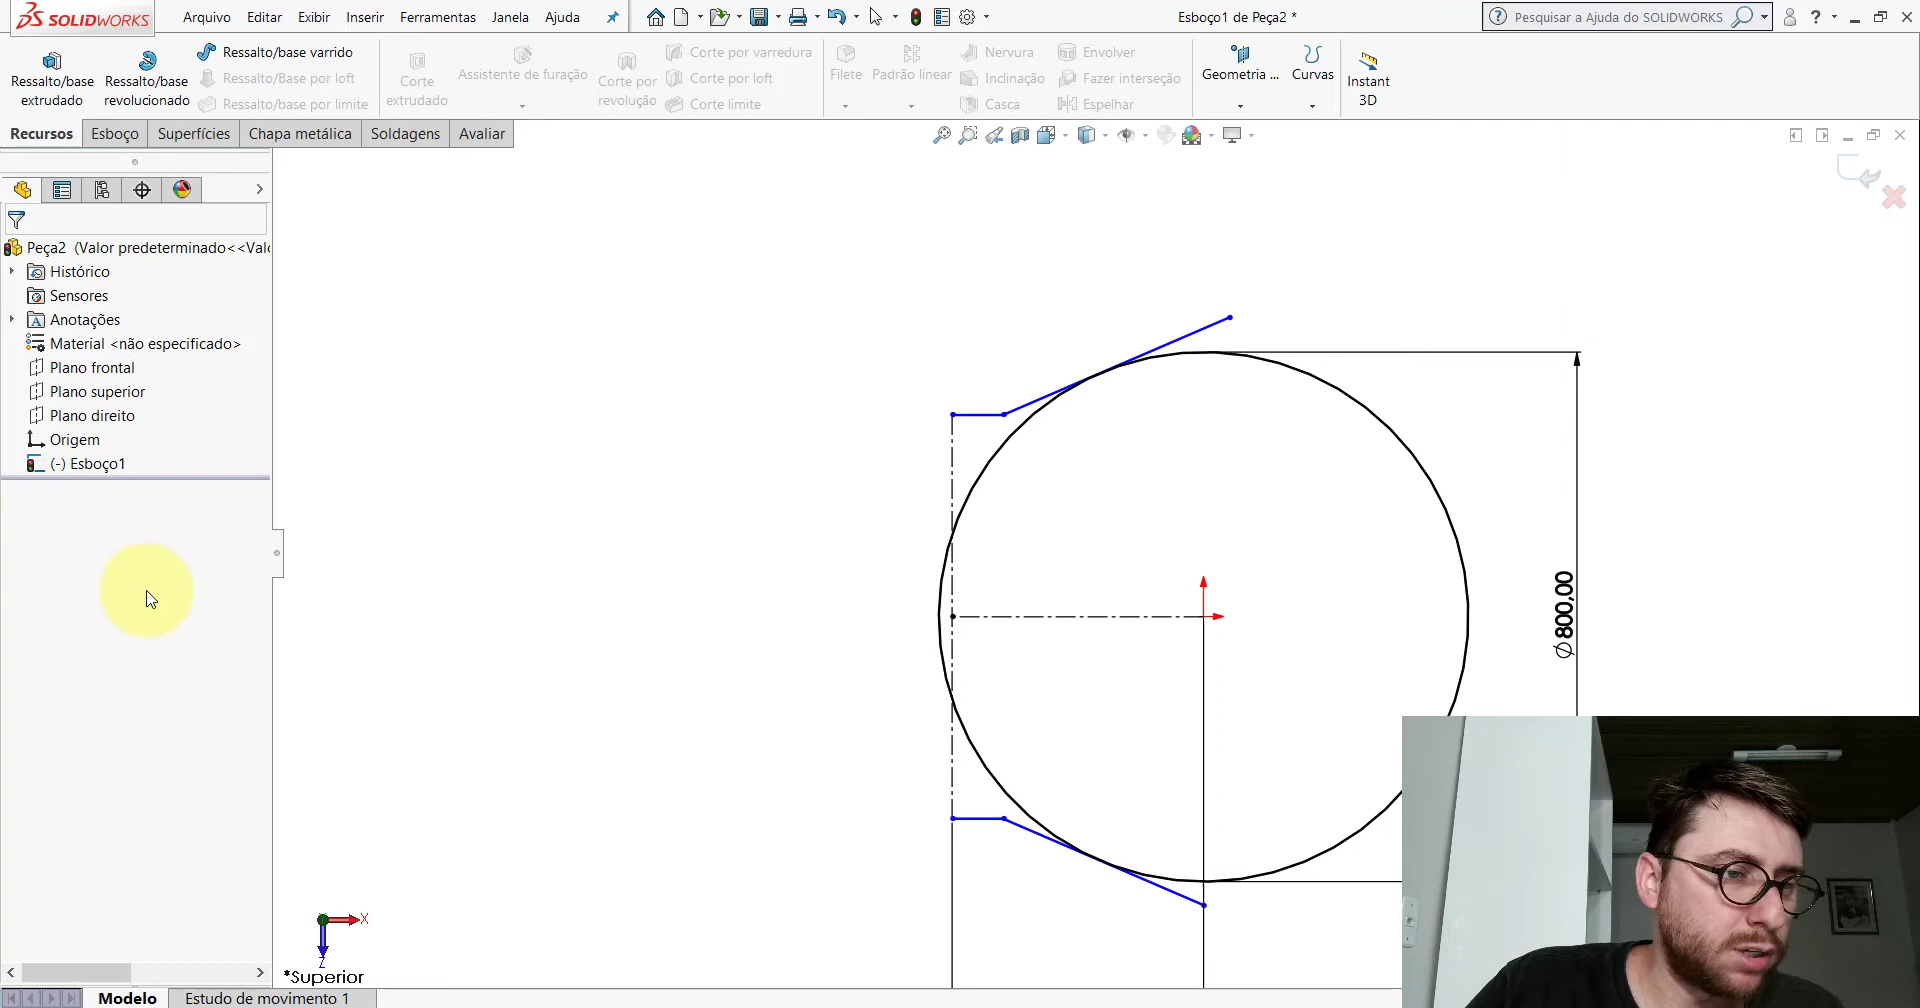 SOLIDWORKS Arquivo Editar Exibir Inserir Ferramentas Janela Ajuda Esboço1 de Peça2 * Pesquisar a Ajuda do SOLIDWORKS
Ressalto/base extrudado
Ressalto/base revolucionado
Ressalto/base varrido
Ressalto/Base por loft
Ressalto/base por limite
Corte extrudado
Assistente de furação
Corte por revolução
Corte por varredura
Corte por loft
Corte limite
Filete
Padrão linear
Nervura
Inclinação
Casca
Envolver
Fazer interseção
Espelhar
Geometria ...
Curvas
Instant 3D
Recursos Esboço Superfícies Chapa metálica Soldagens Avaliar
Peça2 (Valor predeterminado<<Val
Histórico
Sensores
Anotações
Material <não especificado>
Plano frontal
Plano superior
Plano direito
Origem
(-) Esboço1
∅800,00
X
Z
*Superior
Modelo Estudo de movimento 1